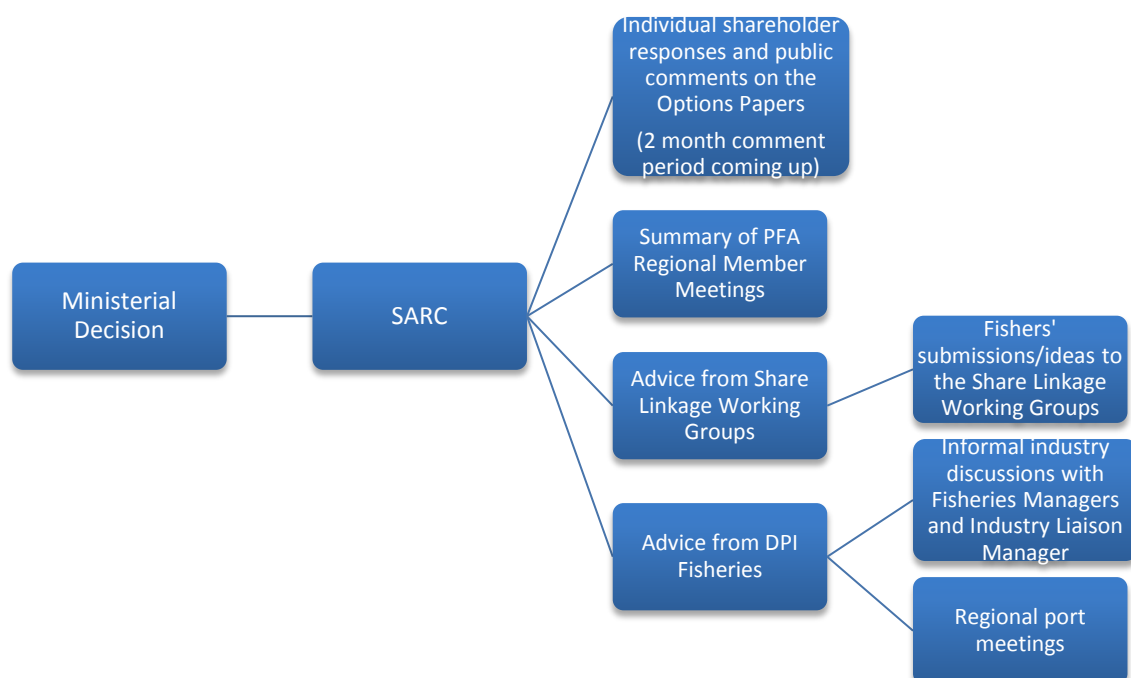 Ministerial
Decision
SARC
Individual shareholder
responses and public
comments on the
Options Papers
(2 month comment
period coming up)
Summary of PFA
Regional Member
Meetings
Advice from Share
Linkage Working
Groups
Fishers'
submissions/ideas to
the Share Linkage
Working Groups
Advice from DPI
Fisheries
Informal industry
discussions with
Fisheries Managers
and Industry Liaison
Manager
Regional port
meetings